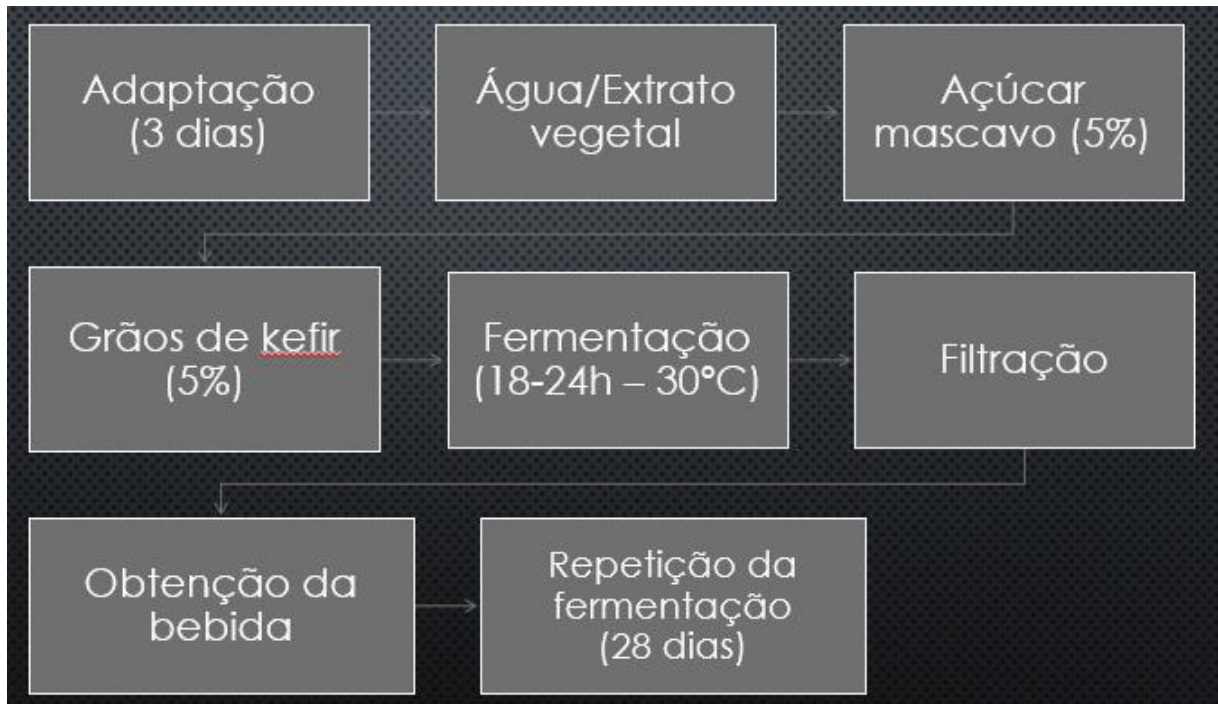 Adaptação
(3 dias)
Água/Extrato
vegetal
Açúcar
mascavo (5%)
Grãos de kefir
(5%)
Fermentação
(18-24h – 30°C)
Filtração
Obtenção da
bebida
Repetição da
fermentação
(28 dias)